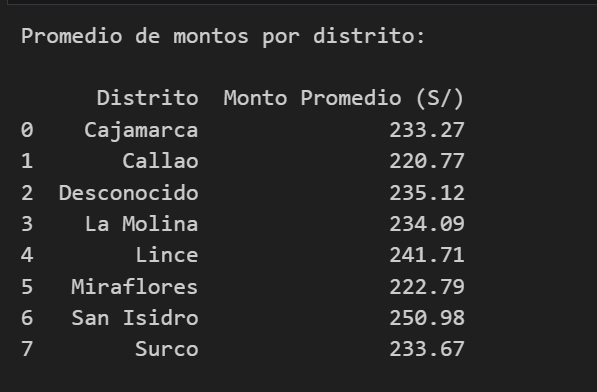 Promedio de montos por distrito:
Distrito  Monto Promedio (S/)
0    Cajamarca               233.27
1       Callao               220.77
2  Desconocido               235.12
3    La Molina               234.09
4        Lince               241.71
5   Miraflores               222.79
6   San Isidro               250.98
7        Surco               233.67